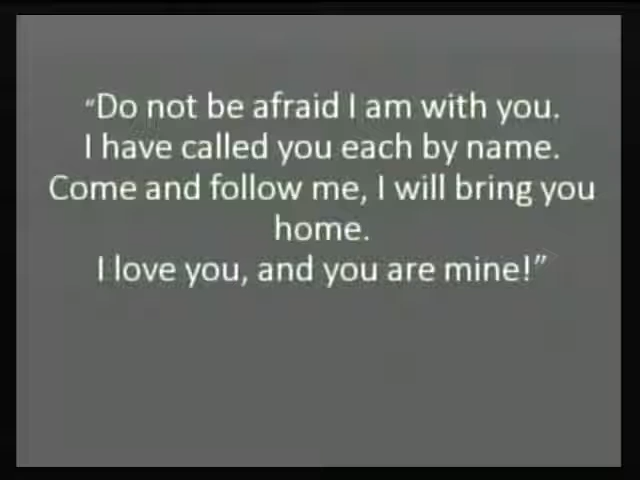 “Do not be afraid I am with you.
I have called you each by name.
Come and follow me, I will bring you
home.
I love you, and you are mine!”